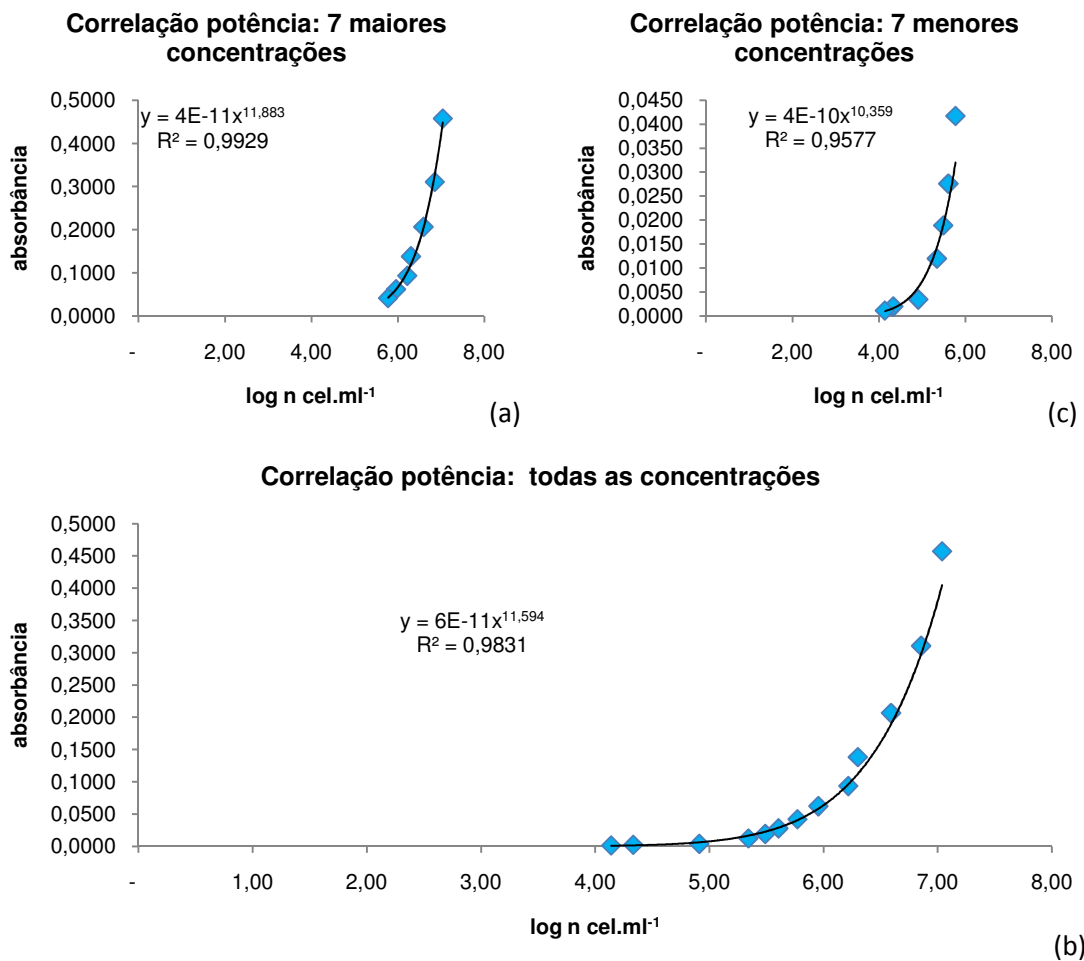 Correlação potência: 7 maiores
concentrações
y = 4E-11x^11,883
R² = 0,9929
0,5000
0,4000
0,3000
0,2000
0,1000
0,0000
absorbância
- 2,00 4,00 6,00 8,00
log n cel.ml⁻¹
(a)
Correlação potência: 7 menores
concentrações
y = 4E-10x^10,359
R² = 0,9577
0,0450
0,0400
0,0350
0,0300
0,0250
0,0200
0,0150
0,0100
0,0050
0,0000
absorbância
- 2,00 4,00 6,00 8,00
log n cel.ml⁻¹
(c)
Correlação potência: todas as concentrações
y = 6E-11x^11,594
R² = 0,9831
0,5000
0,4500
0,4000
0,3500
0,3000
0,2500
0,2000
0,1500
0,1000
0,0500
0,0000
absorbância
- 1,00 2,00 3,00 4,00 5,00 6,00 7,00 8,00
log n cel.ml⁻¹
(b)